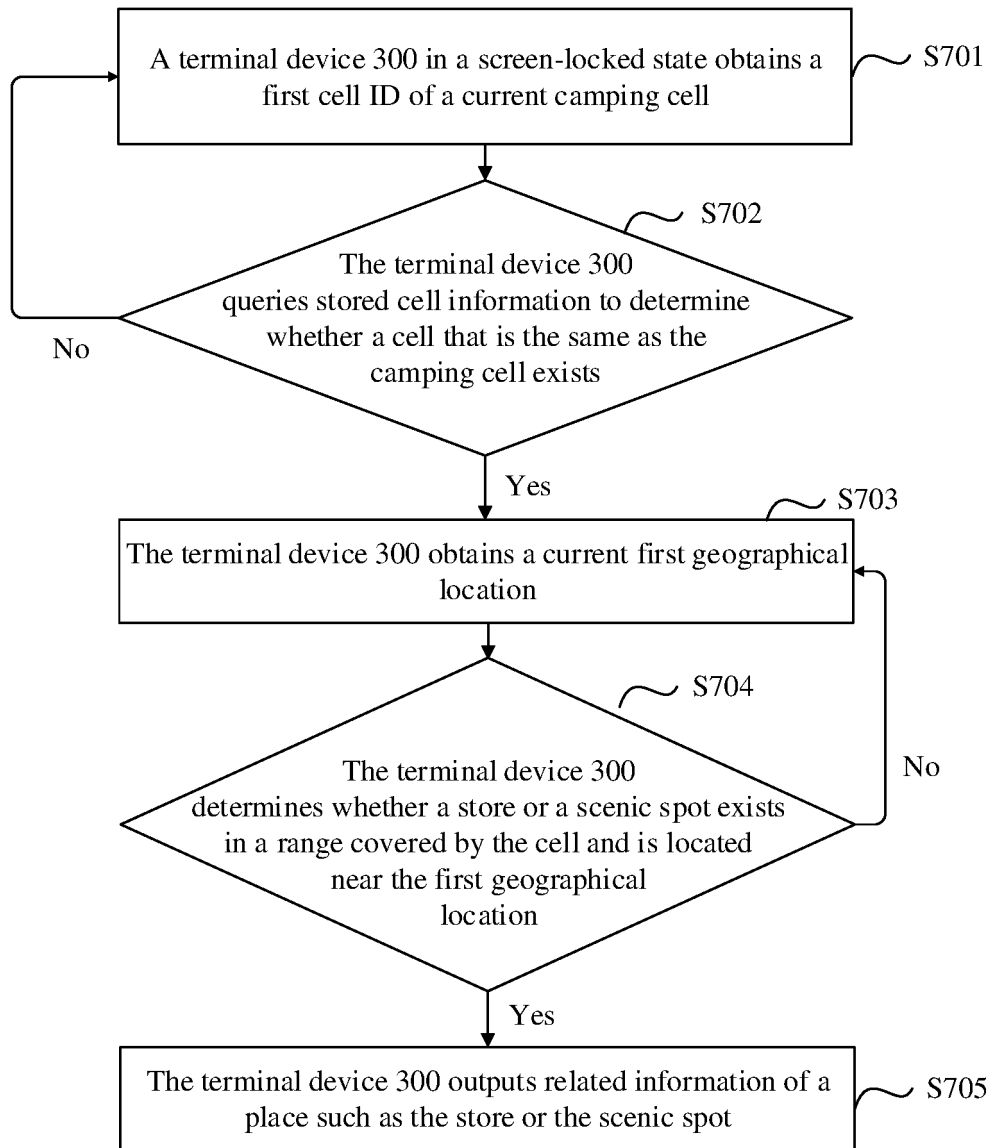 A terminal device 300 in a screen-locked state obtains a
first cell ID of a current camping cell
S701
S702
The terminal device 300
queries stored cell information to determine
whether a cell that is the same as the
camping cell exists
No
Yes
S703
The terminal device 300 obtains a current first geographical
location
S704
The terminal device 300
determines whether a store or a scenic spot exists
in a range covered by the cell and is located
near the first geographical
location
No
Yes
The terminal device 300 outputs related information of a
place such as the store or the scenic spot
S705